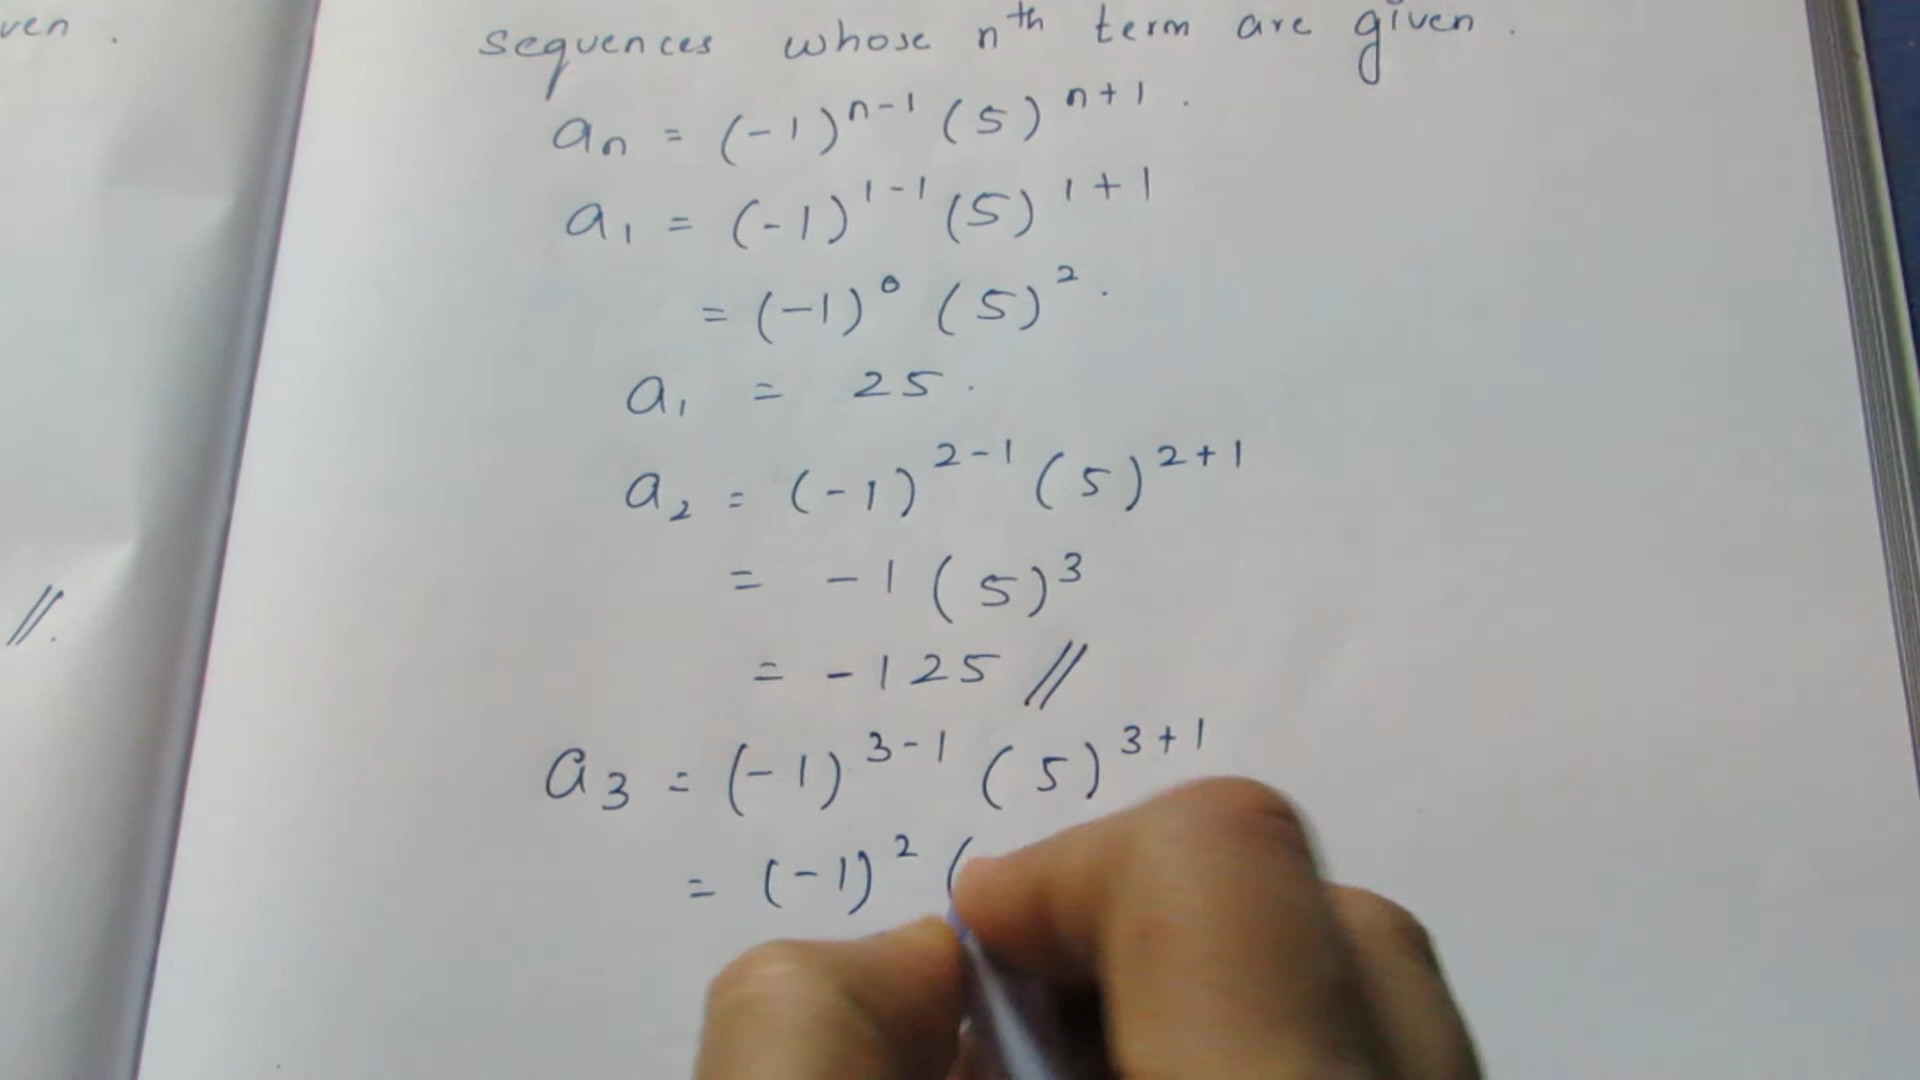 ven .
sequences whose nth term are given .
an = (-1)^n-1 (5)^n+1 .
a1 = (-1)^1-1 (5)^1+1
= (-1)^0 (5)^2 .
a1 = 25 .
a2 = (-1)^2-1 (5)^2+1
= -1 (5)^3
//.
= -125 //
a3 = (-1)^3-1 (5)^3+1
= (-1)^2 (